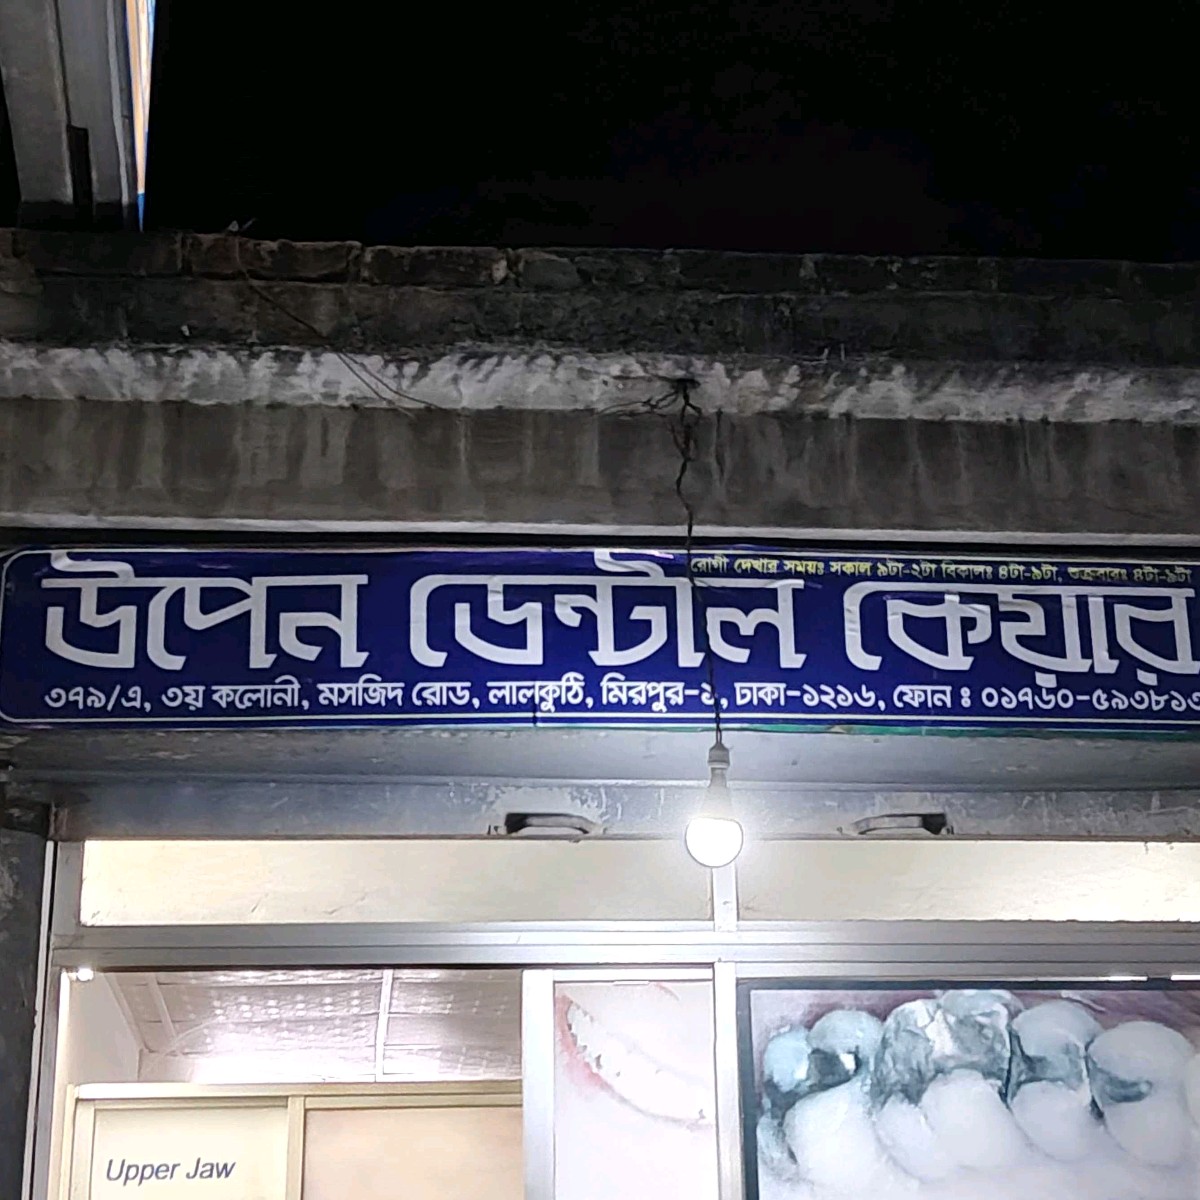 রোগী দেখার সময়ঃ সকাল ৯টা-২টা বিকালঃ ৪টা-৯টা, শুক্রবারঃ ৪টা-৯টা
উপেন ডেন্টাল কেয়ার
৩৭৯/এ, ৩য় কলোনী, মসজিদ রোড, লালকুঠি, মিরপুর-১, ঢাকা-১২১৬, ফোন ঃ ০১৭৬০-৫৯৩৮১৩
Upper Jaw